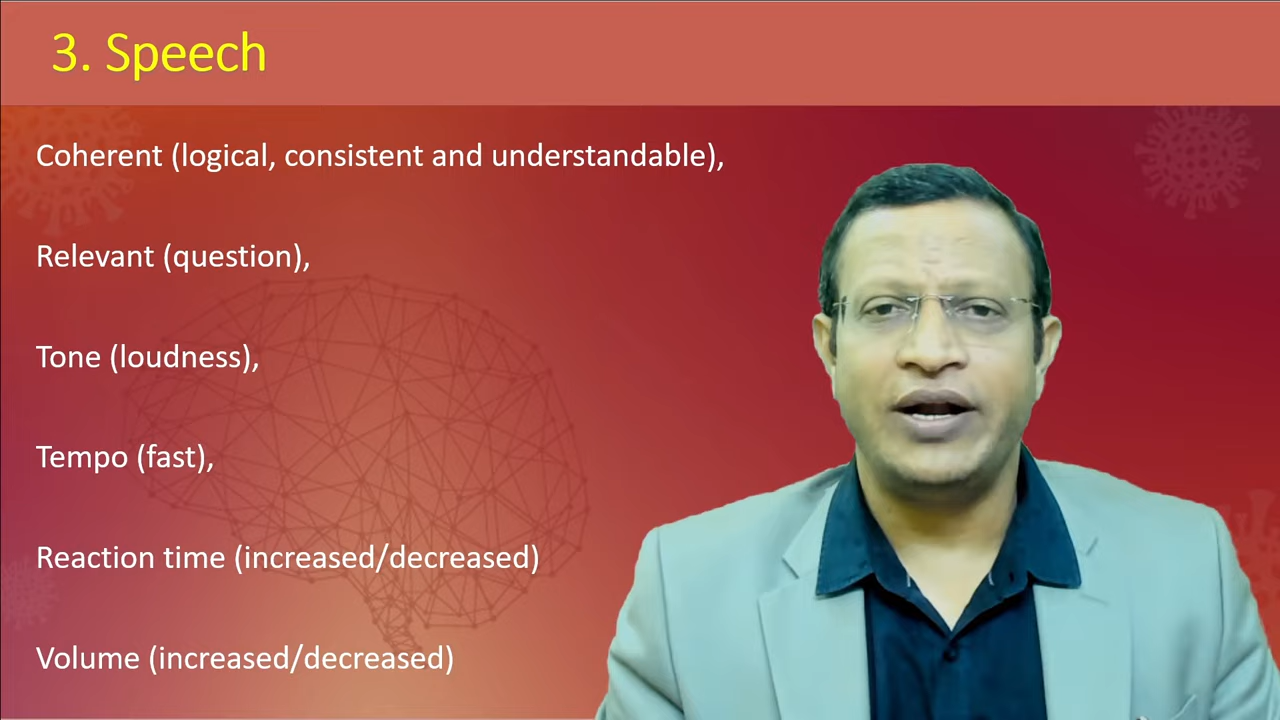 3. Speech
Coherent (logical, consistent and understandable),
Relevant (question),
Tone (loudness),
Tempo (fast),
Reaction time (increased/decreased)
Volume (increased/decreased)